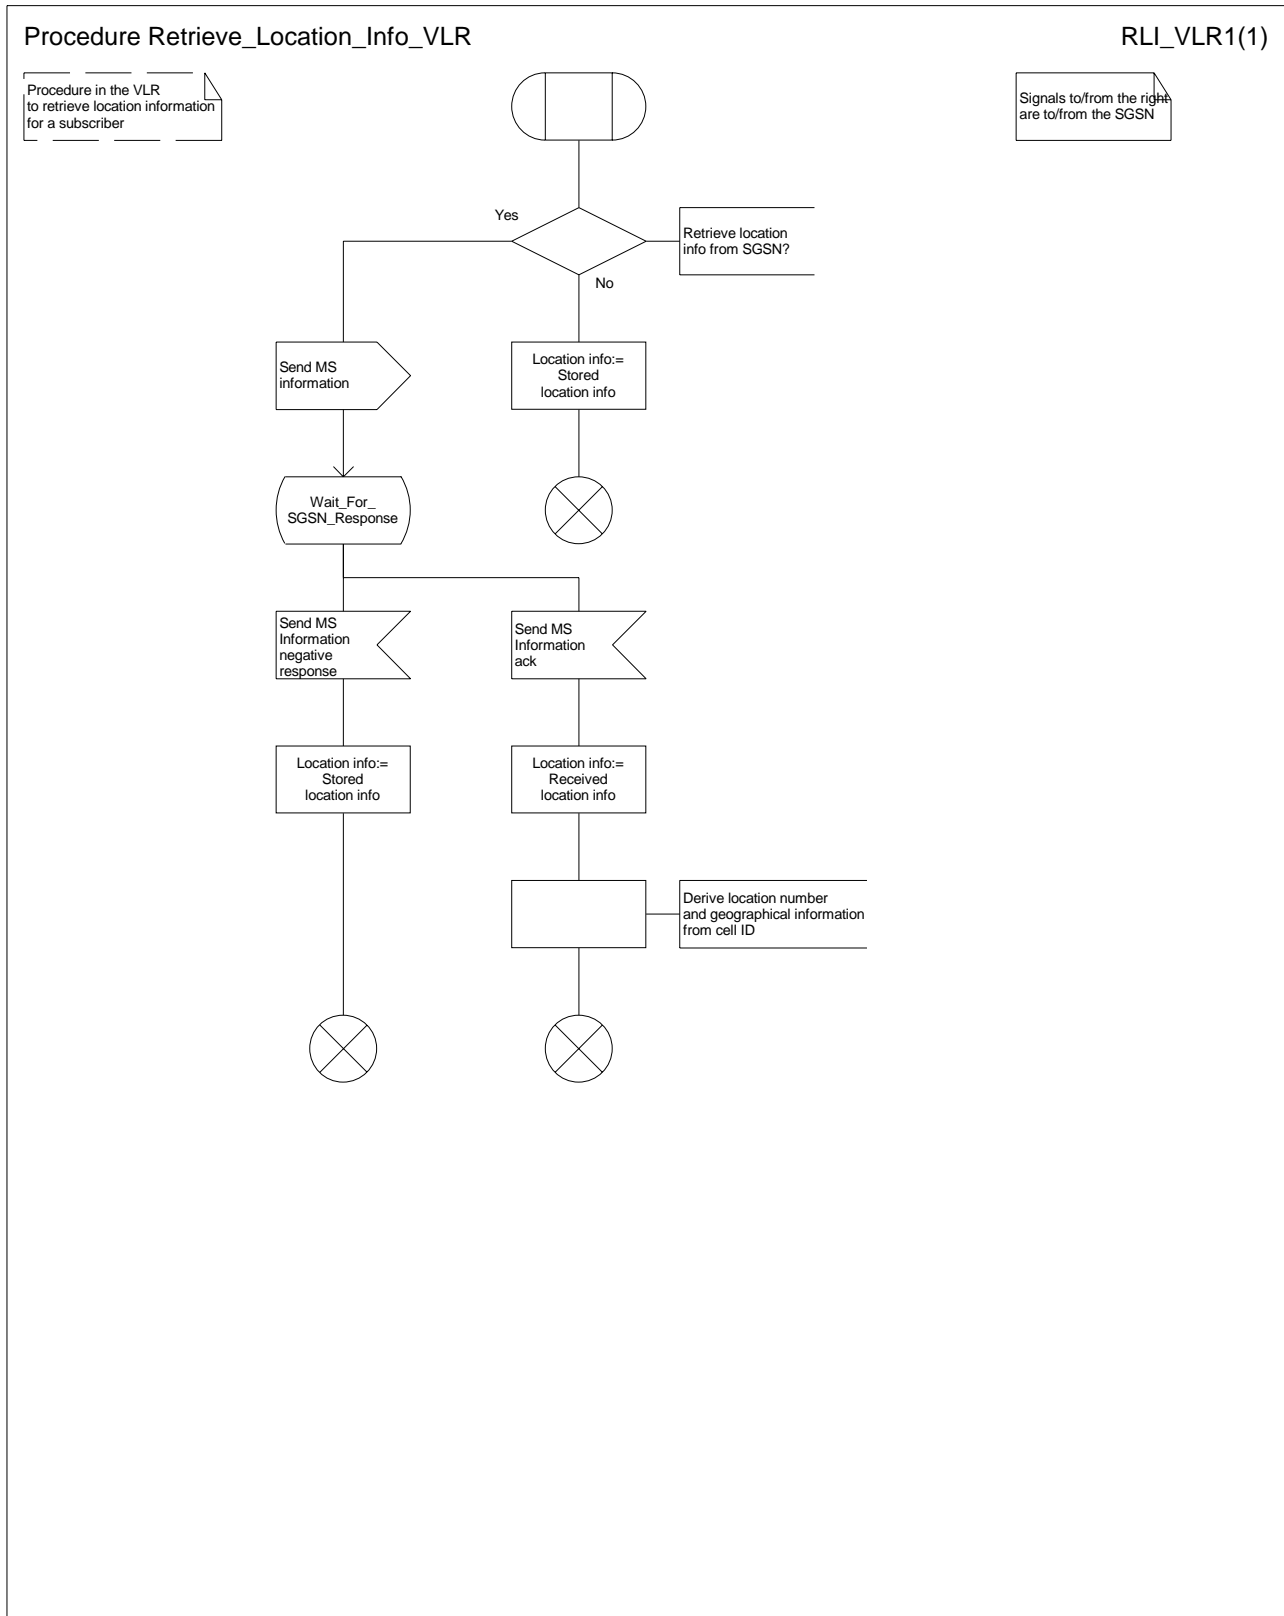 Procedure Retrieve_Location_Info_VLR
RLI_VLR1(1)
Procedure in the VLR
to retrieve location information
for a subscriber
Signals to/from the right
are to/from the SGSN
Yes
Retrieve location
info from SGSN?
No
Send MS
information
Location info:=
Stored
location info
Wait_For_
SGSN_Response
Send MS
Information
negative
response
Send MS
Information
ack
Location info:=
Stored
location info
Location info:=
Received
location info
Derive location number
and geographical information
from cell ID